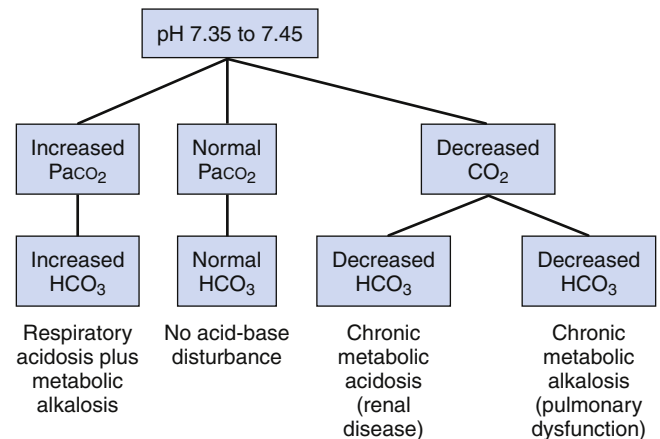 pH 7.35 to 7.45
Increased
PaCO₂
Normal
PaCO₂
Decreased
CO₂
Increased
HCO₃
Normal
HCO₃
Decreased
HCO₃
Decreased
HCO₃
Respiratory
acidosis plus
metabolic
alkalosis
No acid-base
disturbance
Chronic
metabolic
acidosis
(renal
disease)
Chronic
metabolic
alkalosis
(pulmonary
dysfunction)